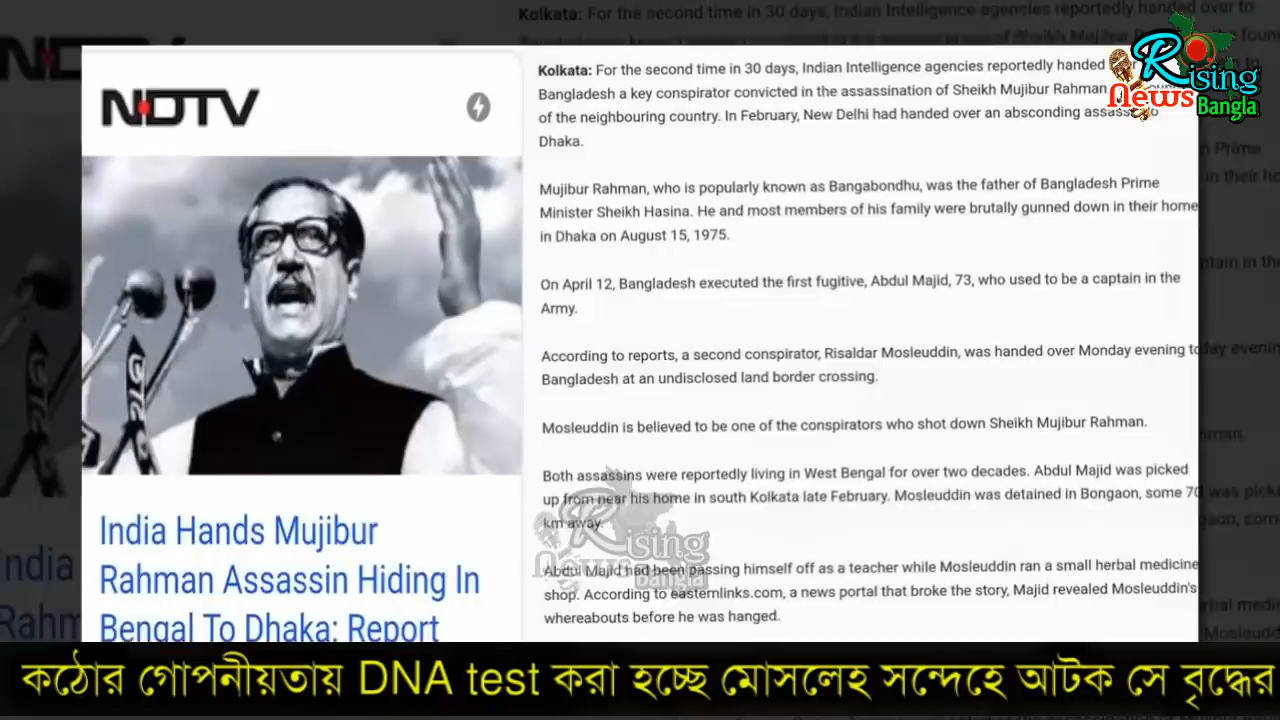 NDTV
India Hands Mujibur
Rahman Assassin Hiding In
Bengal To Dhaka: Report
Kolkata: For the second time in 30 days, Indian Intelligence agencies reportedly handed
Bangladesh a key conspirator convicted in the assassination of Sheikh Mujibur Rahman
of the neighbouring country. In February, New Delhi had handed over an absconding
Dhaka.
Mujibur Rahman, who is popularly known as Bangabondhu, was the father of Bangladesh Prime
Minister Sheikh Hasina. He and most members of his family were brutally gunned down in their home
in Dhaka on August 15, 1975.
On April 12, Bangladesh executed the first fugitive, Abdul Majid, 73, who used to be a captain in the
Army.
According to reports, a second conspirator, Risaldar Mosleuddin, was handed over Monday evening to
Bangladesh at an undisclosed land border crossing.
Mosleuddin is believed to be one of the conspirators who shot down Sheikh Mujibur Rahman.
Both assassins were reportedly living in West Bengal for over two decades. Abdul Majid was picked
up from near his home in south Kolkata late February. Mosleuddin was detained in Bongaon, some 70
km away.
Abdul Majid had been passing himself off as a teacher while Mosleuddin ran a small herbal medicine
shop. According to easternlinks.com, a news portal that broke the story, Majid revealed Mosleuddin's
whereabouts before he was hanged.
Rising
News Bangla
Rising
News Bangla
কঠোর গোপনীয়তায় DNA test করা হচ্ছে মোসলেহ সন্দেহে আটক সে বৃদ্ধের